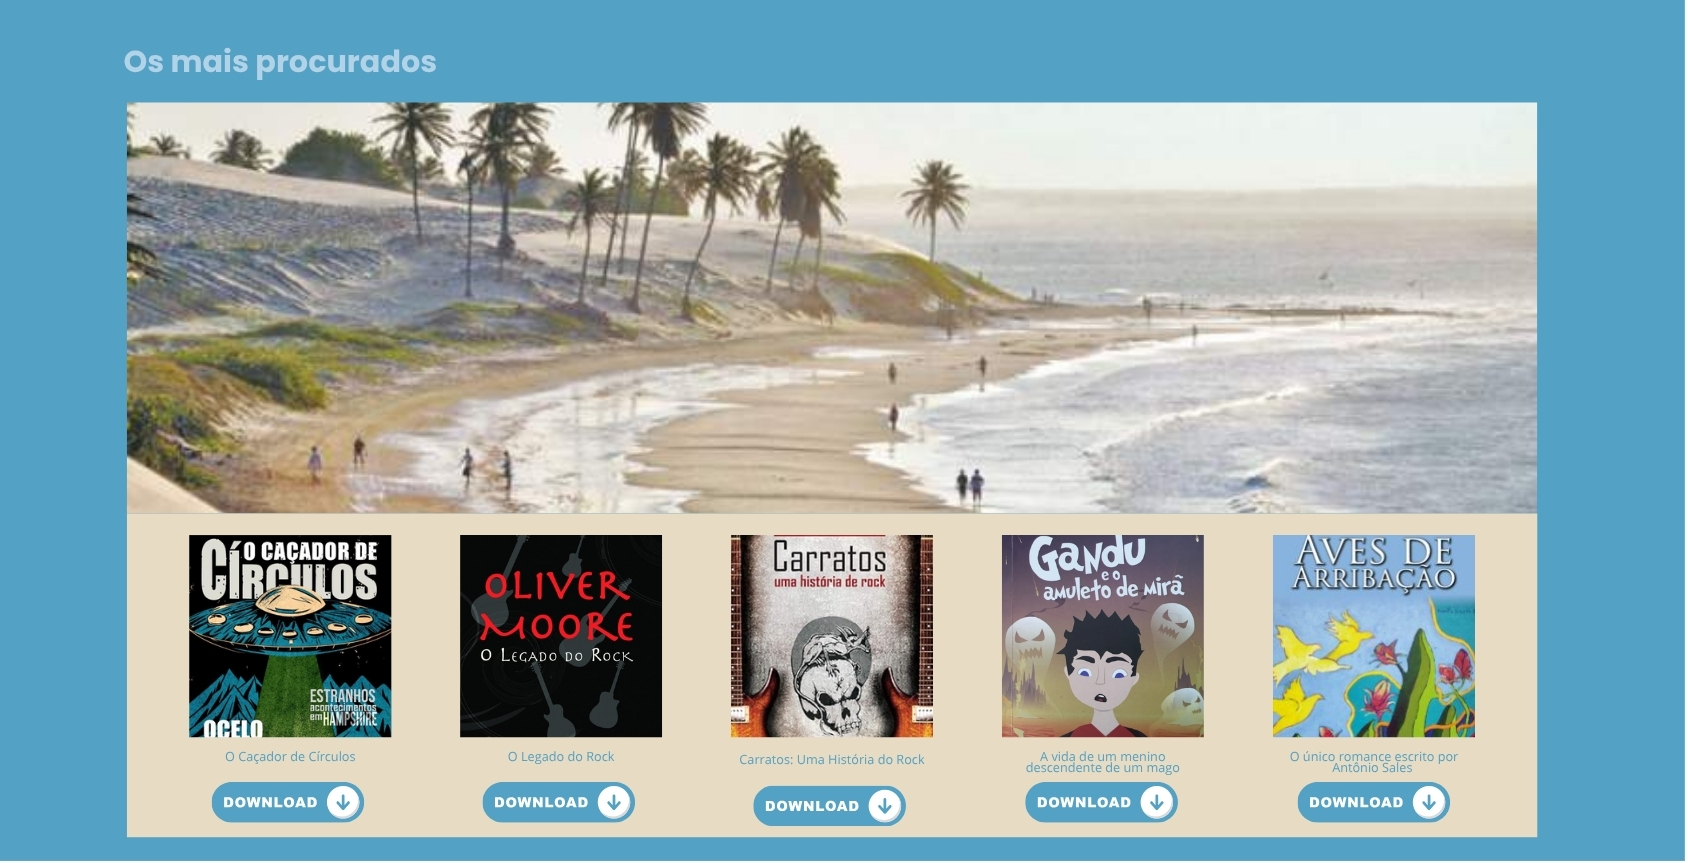 Os mais procurados
O CAÇADOR DE
CÍRCULOS
ESTRANHOS
acontecimentos
em HAMPSHIRE
OCELO
OLIVER
MOORE
O LEGADO DO ROCK
Carratos
uma história de rock
GANDU
e o
amuleto de mirã
AVES DE
ARRIBAÇÃO
O Caçador de Círculos
O Legado do Rock
Carratos: Uma História do Rock
A vida de um menino
descendente de um mago
O único romance escrito por
Antônio Sales
DOWNLOAD
DOWNLOAD
DOWNLOAD
DOWNLOAD
DOWNLOAD